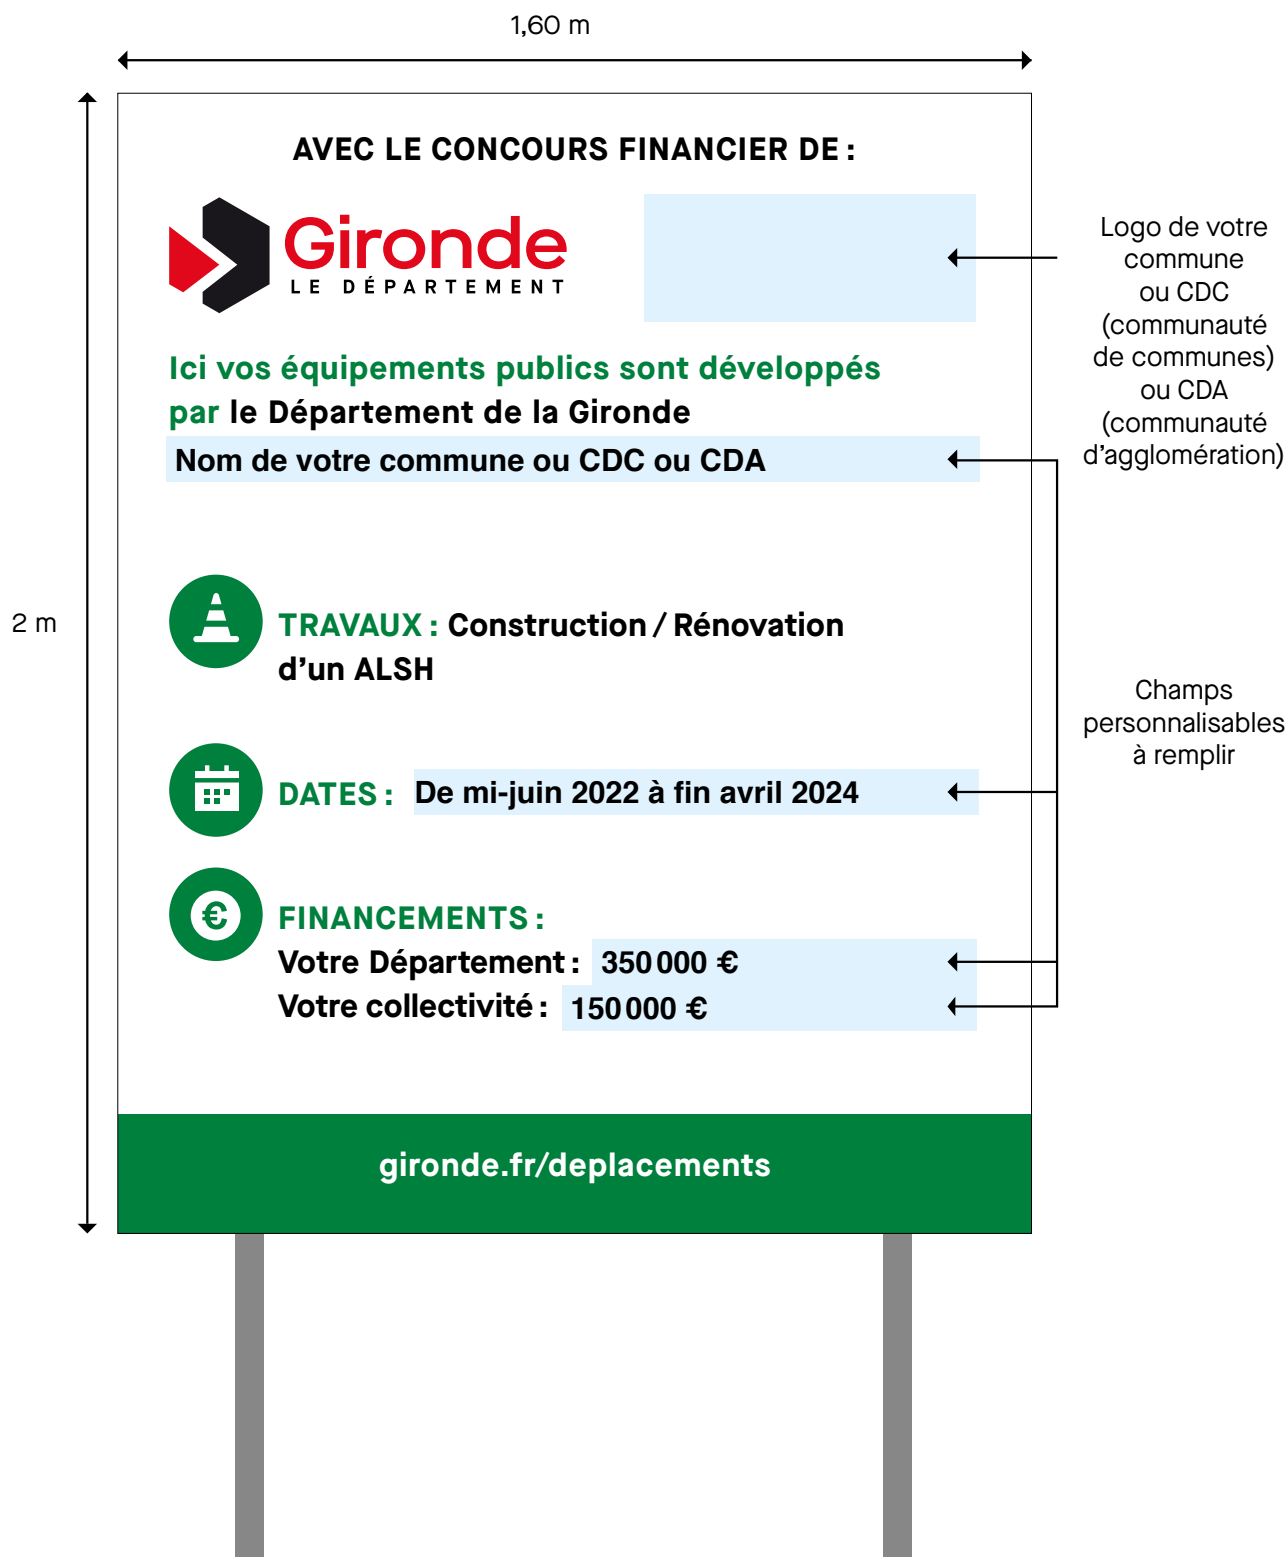 1,60 m
AVEC LE CONCOURS FINANCIER DE :
Gironde
LE DÉPARTEMENT
Logo de votre
commune
ou CDC
(communauté
de communes)
ou CDA
(communauté
d'agglomération)
Ici vos équipements publics sont développés
par le Département de la Gironde
Nom de votre commune ou CDC ou CDA
2 m
TRAVAUX : Construction / Rénovation
d'un ALSH
Champs
personnalisables
à remplir
DATES : De mi-juin 2022 à fin avril 2024
€
FINANCEMENTS :
Votre Département : 350 000 €
Votre collectivité : 150 000 €
gironde.fr/deplacements